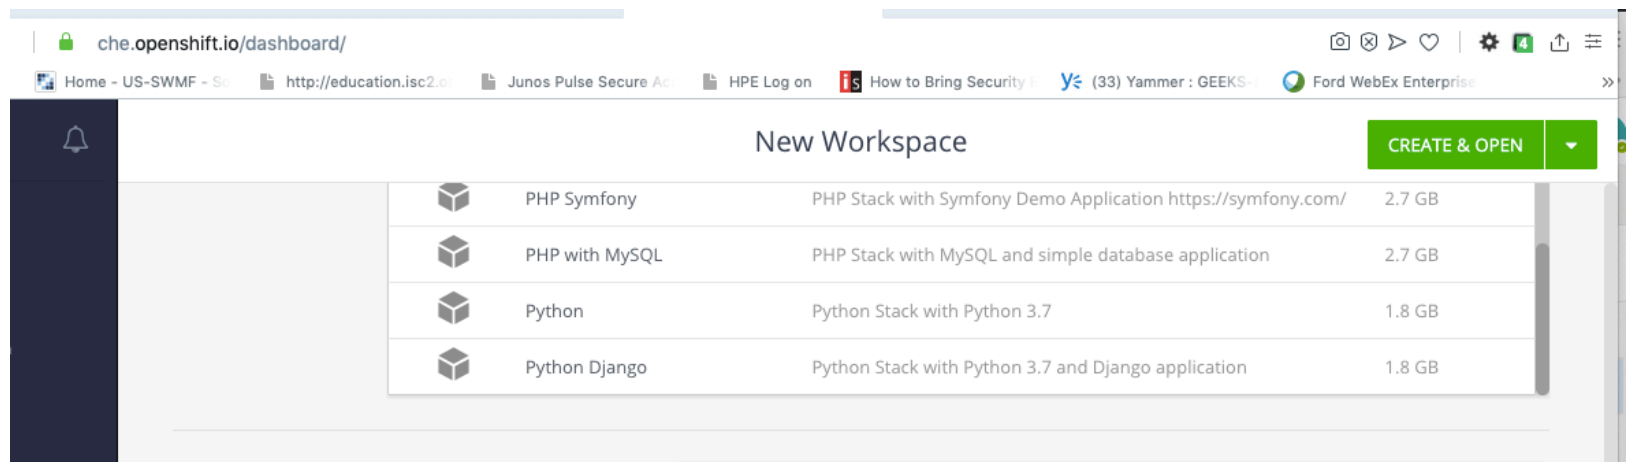 che.openshift.io/dashboard/
4
Home - US-SWMF - So
http://education.isc2.o
Junos Pulse Secure Ac
HPE Log on
is How to Bring Security
(33) Yammer : GEEKS-
Ford WebEx Enterprise
New Workspace
CREATE & OPEN
PHP Symfony PHP Stack with Symfony Demo Application https://symfony.com/ 2.7 GB
PHP with MySQL PHP Stack with MySQL and simple database application 2.7 GB
Python Python Stack with Python 3.7 1.8 GB
Python Django Python Stack with Python 3.7 and Django application 1.8 GB